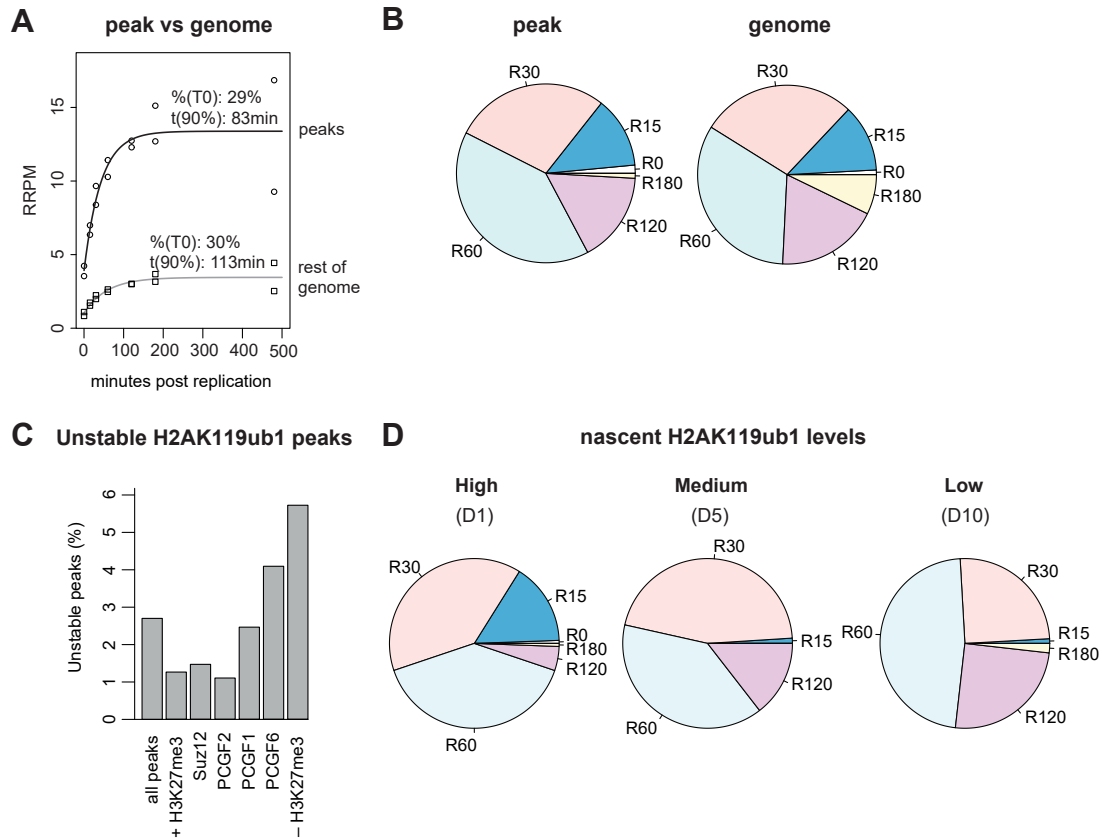 A
peak vs genome
RRPM
0
5
10
15
%(T0): 29%
t(90%): 83min
peaks
%(T0): 30%
t(90%): 113min
rest of
genome
0
100
200
300
400
500
minutes post replication
B
peak
R30
R15
R0
R180
R120
R60
genome
R30
R15
R0
R180
R120
R60
C
Unstable H2AK119ub1 peaks
Unstable peaks (%)
0
1
2
3
4
5
6
all peaks
+ H3K27me3
Suz12
PCGF2
PCGF1
PCGF6
– H3K27me3
D
nascent H2AK119ub1 levels
High
(D1)
R30
R15
R0
R180
R120
R60
Medium
(D5)
R30
R15
R120
R60
Low
(D10)
R30
R15
R180
R120
R60